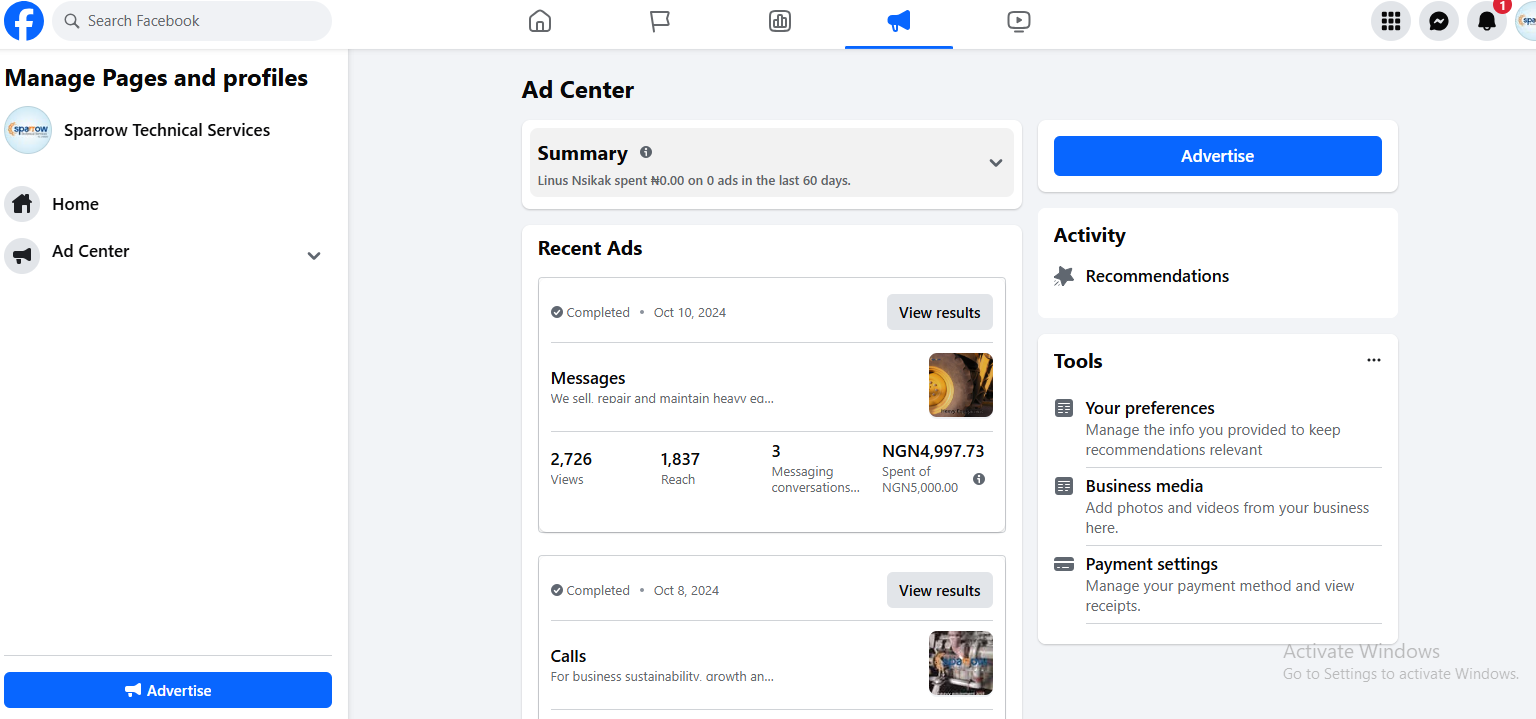 Search Facebook
1
Manage Pages and profiles
sparrow
Sparrow Technical Services
Home
Ad Center
Advertise
Ad Center
Summary
Linus Nsikak spent ₦0.00 on 0 ads in the last 60 days.
Recent Ads
Completed • Oct 10, 2024
View results
Messages
We sell, repair and maintain heavy eq...
2,726
Views
1,837
Reach
3
Messaging
conversations...
NGN4,997.73
Spent of
NGN5,000.00
Completed • Oct 8, 2024
View results
Calls
For business sustainability, growth an...
sparrow
Advertise
Activity
Recommendations
Tools
Your preferences
Manage the info you provided to keep
recommendations relevant
Business media
Add photos and videos from your business
here.
Payment settings
Manage your payment method and view
receipts.
Activate Windows
Go to Settings to activate Windows.